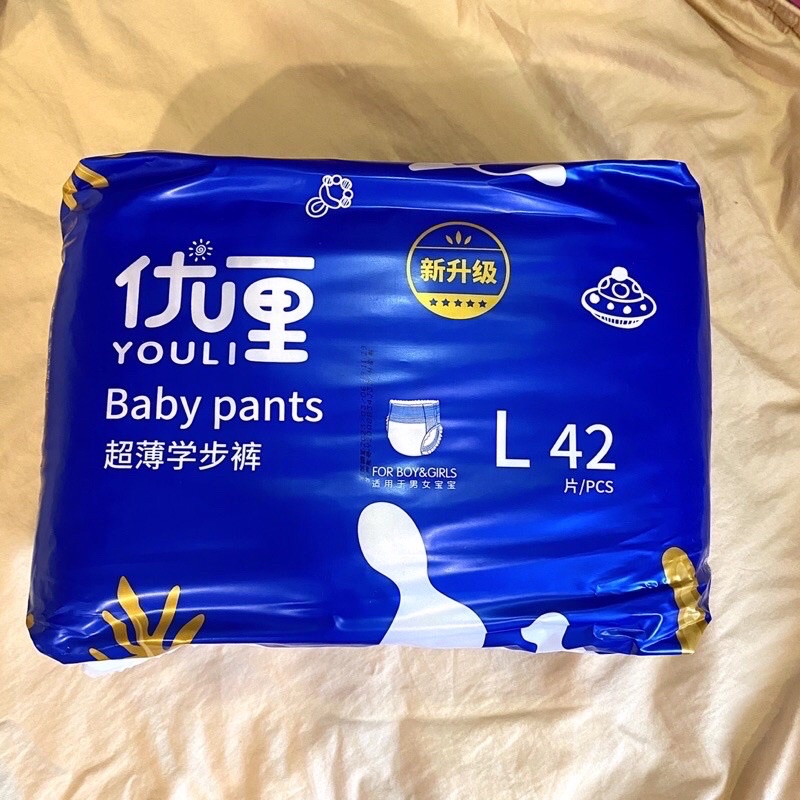 优里
YOULI
Baby pants
超薄学步裤
新升级
FOR BOY&GIRLS
适用于男女宝宝
L 42
片/PCS